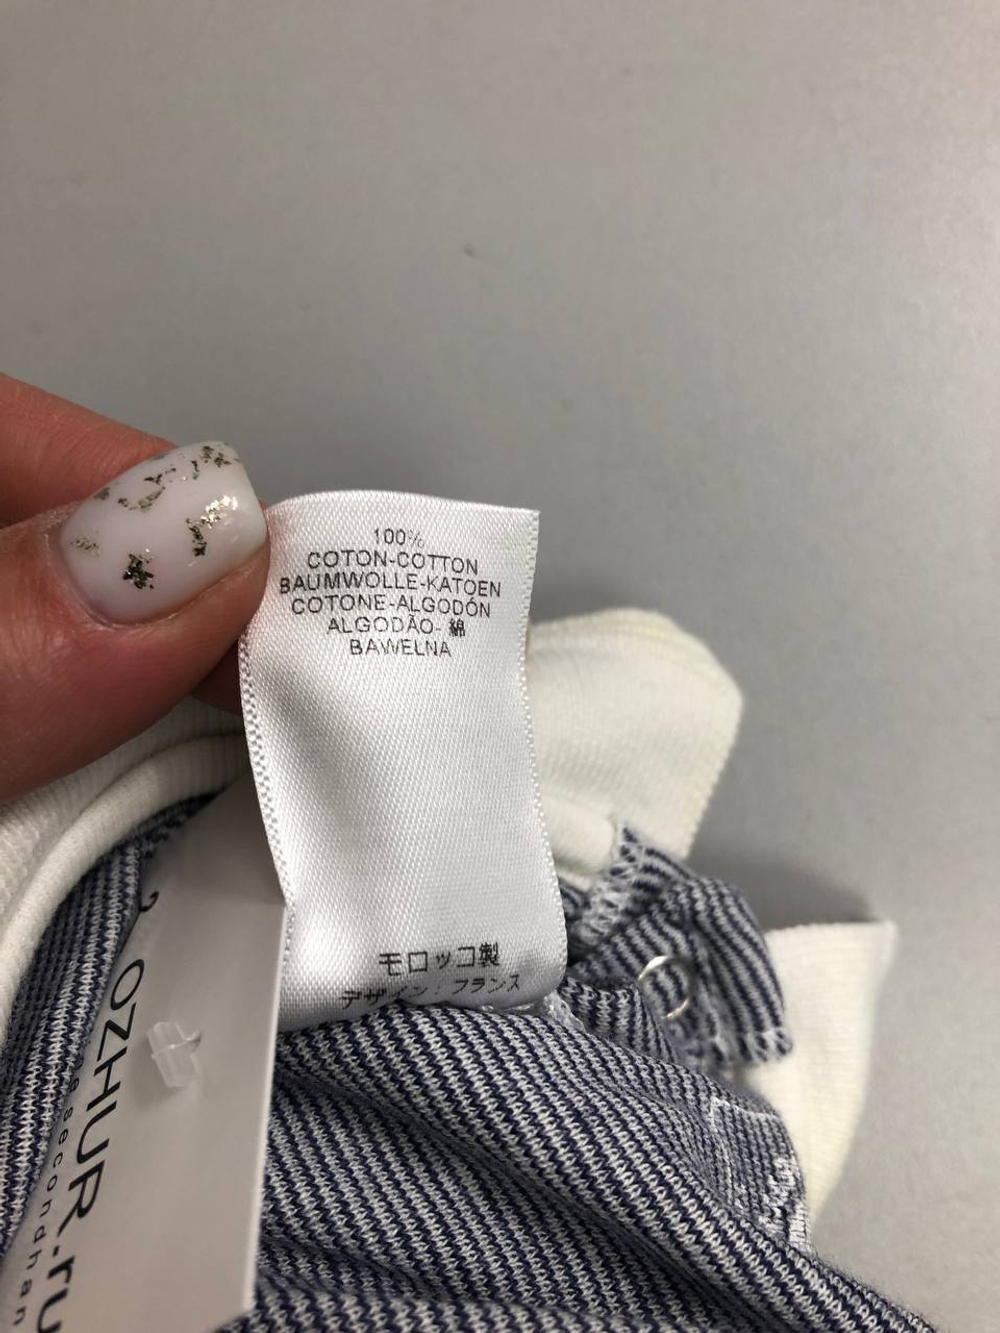 100%
COTON-COTTON
BAUMWOLLE-KATOEN
COTONE-ALGODÓN
ALGODÃO- 綿
BAWEŁNA
モロッコ製
デザイン : フランス
OZHUR.ru
secondhan